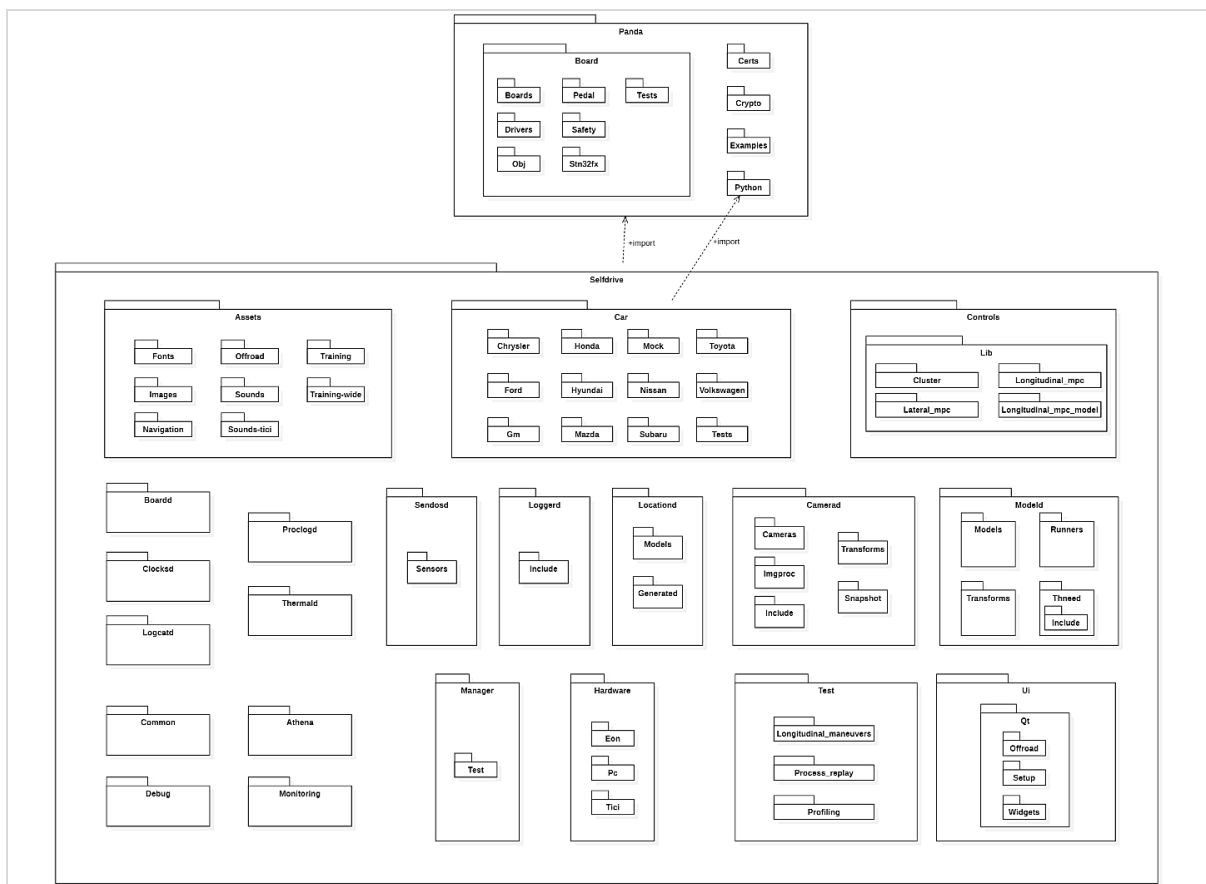 Panda
Board
Certs
Boards
Pedal
Tests
Crypto
Drivers
Safety
Examples
Obj
Stn32fx
Python
+import
+import
Selfdrive
Assets
Fonts
Offroad
Training
Images
Sounds
Training-wide
Navigation
Sounds-tici
Car
Chrysler
Honda
Mock
Toyota
Ford
Hyundai
Nissan
Volkswagen
Gm
Mazda
Subaru
Tests
Controls
Lib
Cluster
Longitudinal_mpc
Lateral_mpc
Longitudinal_mpc_model
Boardd
Proclogd
Clocksd
Thermald
Logcatd
Sendosd
Sensors
Loggerd
Include
Locationd
Models
Generated
Camerad
Cameras
Transforms
Imgproc
Snapshot
Include
Modeld
Models
Runners
Transforms
Thneed
Include
Common
Athena
Debug
Monitoring
Manager
Test
Hardware
Eon
Pc
Tici
Test
Longitudinal_maneuvers
Process_replay
Profiling
Ui
Qt
Offroad
Setup
Widgets